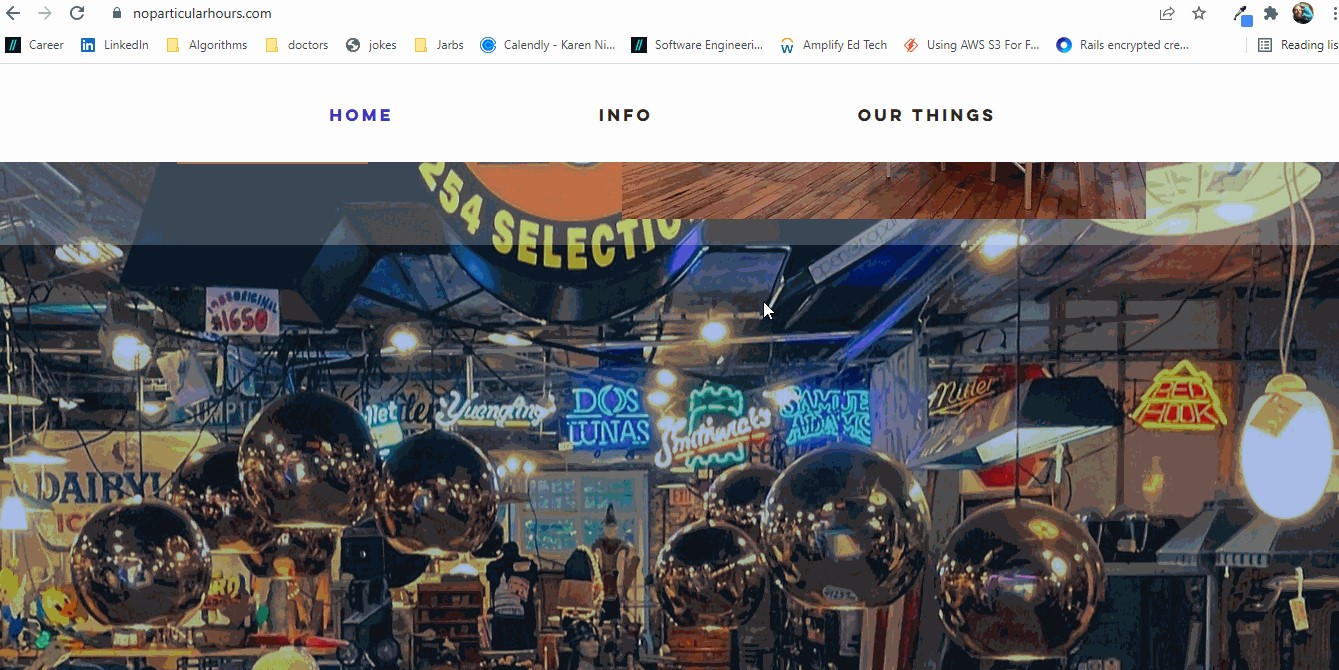 noparticularhours.com
Career LinkedIn Algorithms doctors jokes Jarbs Calendly - Karen Ni... Software Engineeri... Amplify Ed Tech Using AWS S3 For F... Rails encrypted cre... Reading lis
HOME INFO OUR THINGS
254 SELECTIO
ORIGINAL
#1650
Yuengling
DOS
LUNAS
SAMUEL
ADAMS
Miller
RED
HOOK
DAIRY